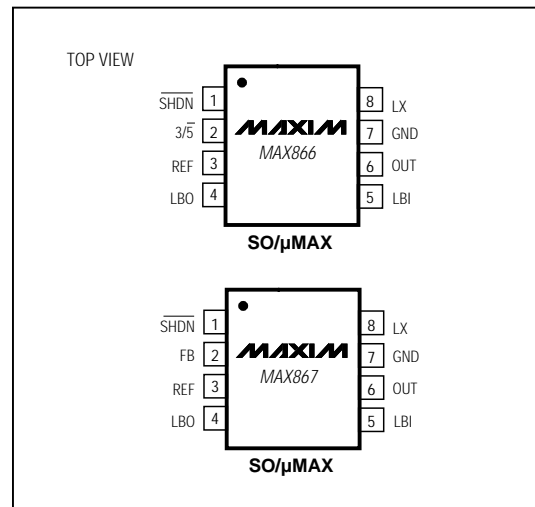 TOP VIEW
SHDN 1 8 LX
3/5 2 MAXIM 7 GND
REF 3 MAX866 6 OUT
LBO 4 5 LBI
SO/µMAX
SHDN 1 8 LX
FB 2 MAXIM 7 GND
REF 3 MAX867 6 OUT
LBO 4 5 LBI
SO/µMAX